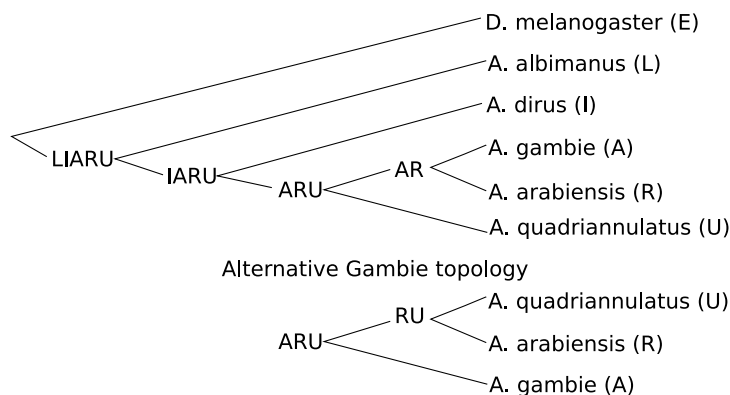 D. melanogaster (E)
A. albimanus (L)
A. dirus (I)
A. gambie (A)
LIARU
AR
IARU
ARU
A. arabiensis (R)
A. quadriannulatus (U)
Alternative Gambie topology
A. quadriannulatus (U)
RU
ARU
A. arabiensis (R)
A. gambie (A)